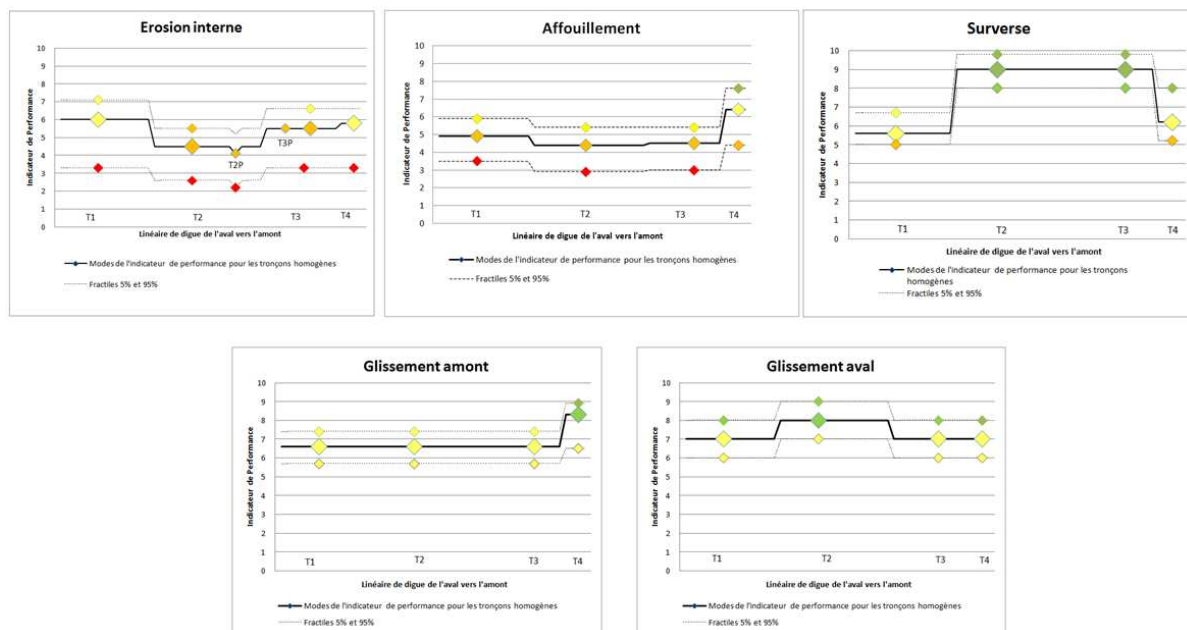 Erosion interne
10
9
8
7
6
5
4
3
2
1
0
Indicateur de Performance
T2P
T3P
T1
T2
T3
T4
Linéaire de digue de l'aval vers l'amont
Modes de l'indicateur de performance pour les tronçons homogènes
Fractiles 5% et 95%
Affouillement
10
9
8
7
6
5
4
3
2
1
0
Indicateur de Performance
T1
T2
T3
T4
Linéaire de digue de l'aval vers l'amont
Modes de l'indicateur de performance pour les tronçons homogènes
Fractiles 5% et 95%
Surverse
10
9
8
7
6
5
4
3
2
1
0
Indicateur de Performance
T1
T2
T3
T4
Linéaire de digue de l'aval vers l'amont
Modes de l'indicateur de performance pour les tronçons
homogènes
Fractiles 5% et 95%
Glissement amont
10
9
8
7
6
5
4
3
2
1
0
Indicateur de Performance
T1
T2
T3
T4
Linéaire de digue de l'aval vers l'amont
Modes de l'indicateur de performance pour les tronçons homogènes
Fractiles 5% et 95%
Glissement aval
10
9
8
7
6
5
4
3
2
1
0
Indicateur de Performance
T1
T2
T3
T4
Linéaire de digue de l'aval vers l'amont
Modes de l'indicateur de performance pour les tronçons homogènes
Fractiles 5% et 95%